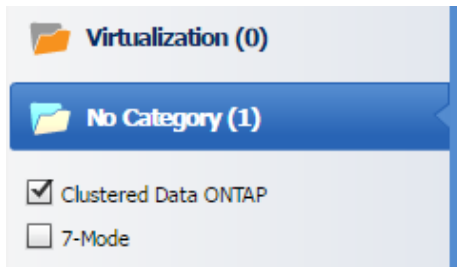 Virtualization (0)
No Category (1)
Clustered Data ONTAP
7-Mode